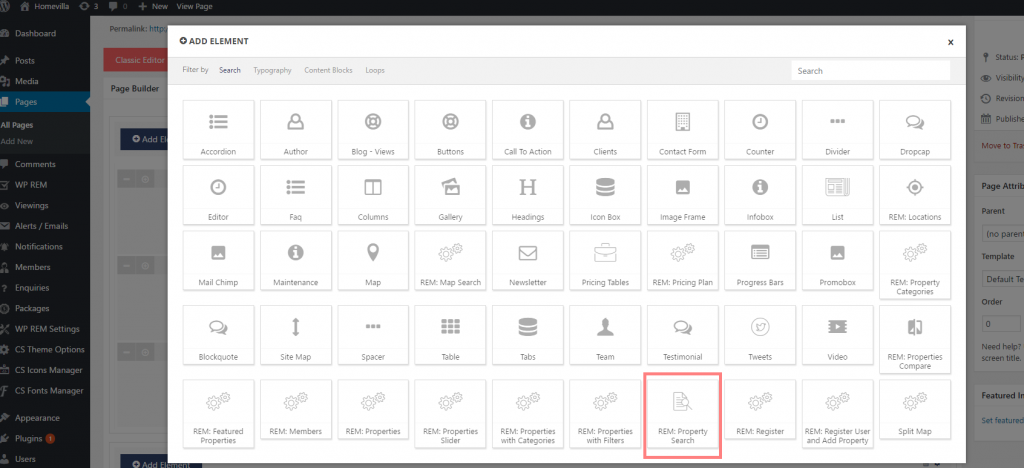 Homevilla 3 0 New View Page
Dashboard
Posts
Media
Pages
All Pages
Add New
Comments
WP REM
Viewings
Alerts / Emails
Notifications
Members
Enquiries
Packages
WP REM Settings
CS Theme Options
CS Icons Manager
CS Fonts Manager
Appearance
Plugins 1
Users
Permalink: http:/
Classic Editor
Page Builder
Add Elem
ADD ELEMENT x
Filter by Search Typography Content Blocks Loops Search
Accordion Author Blog - Views Buttons Call To Action Clients Contact Form Counter Divider Dropcap
Editor Faq Columns Gallery Headings Icon Box Image Frame Infobox List REM: Locations
Mail Chimp Maintenance Map REM: Map Search Newsletter Pricing Tables REM: Pricing Plan Progress Bars Promobox REM: Property
Categories
Blockquote Site Map Spacer Table Tabs Team Testimonial Tweets Video REM: Properties
Compare
REM: Featured
Properties
REM: Members
REM: Properties
REM: Properties
Slider
REM: Properties
with Categories
REM: Properties
with Filters
REM: Property
Search
REM: Register
REM: Register User
and Add Property
Split Map
Add Element
Status: P
Visibility
Revision
Publishe
Move to Tras
Page Attrib
Parent
(no paren
Template
Default Te
Order
0
Need help?
screen title.
Featured Im
Set featured